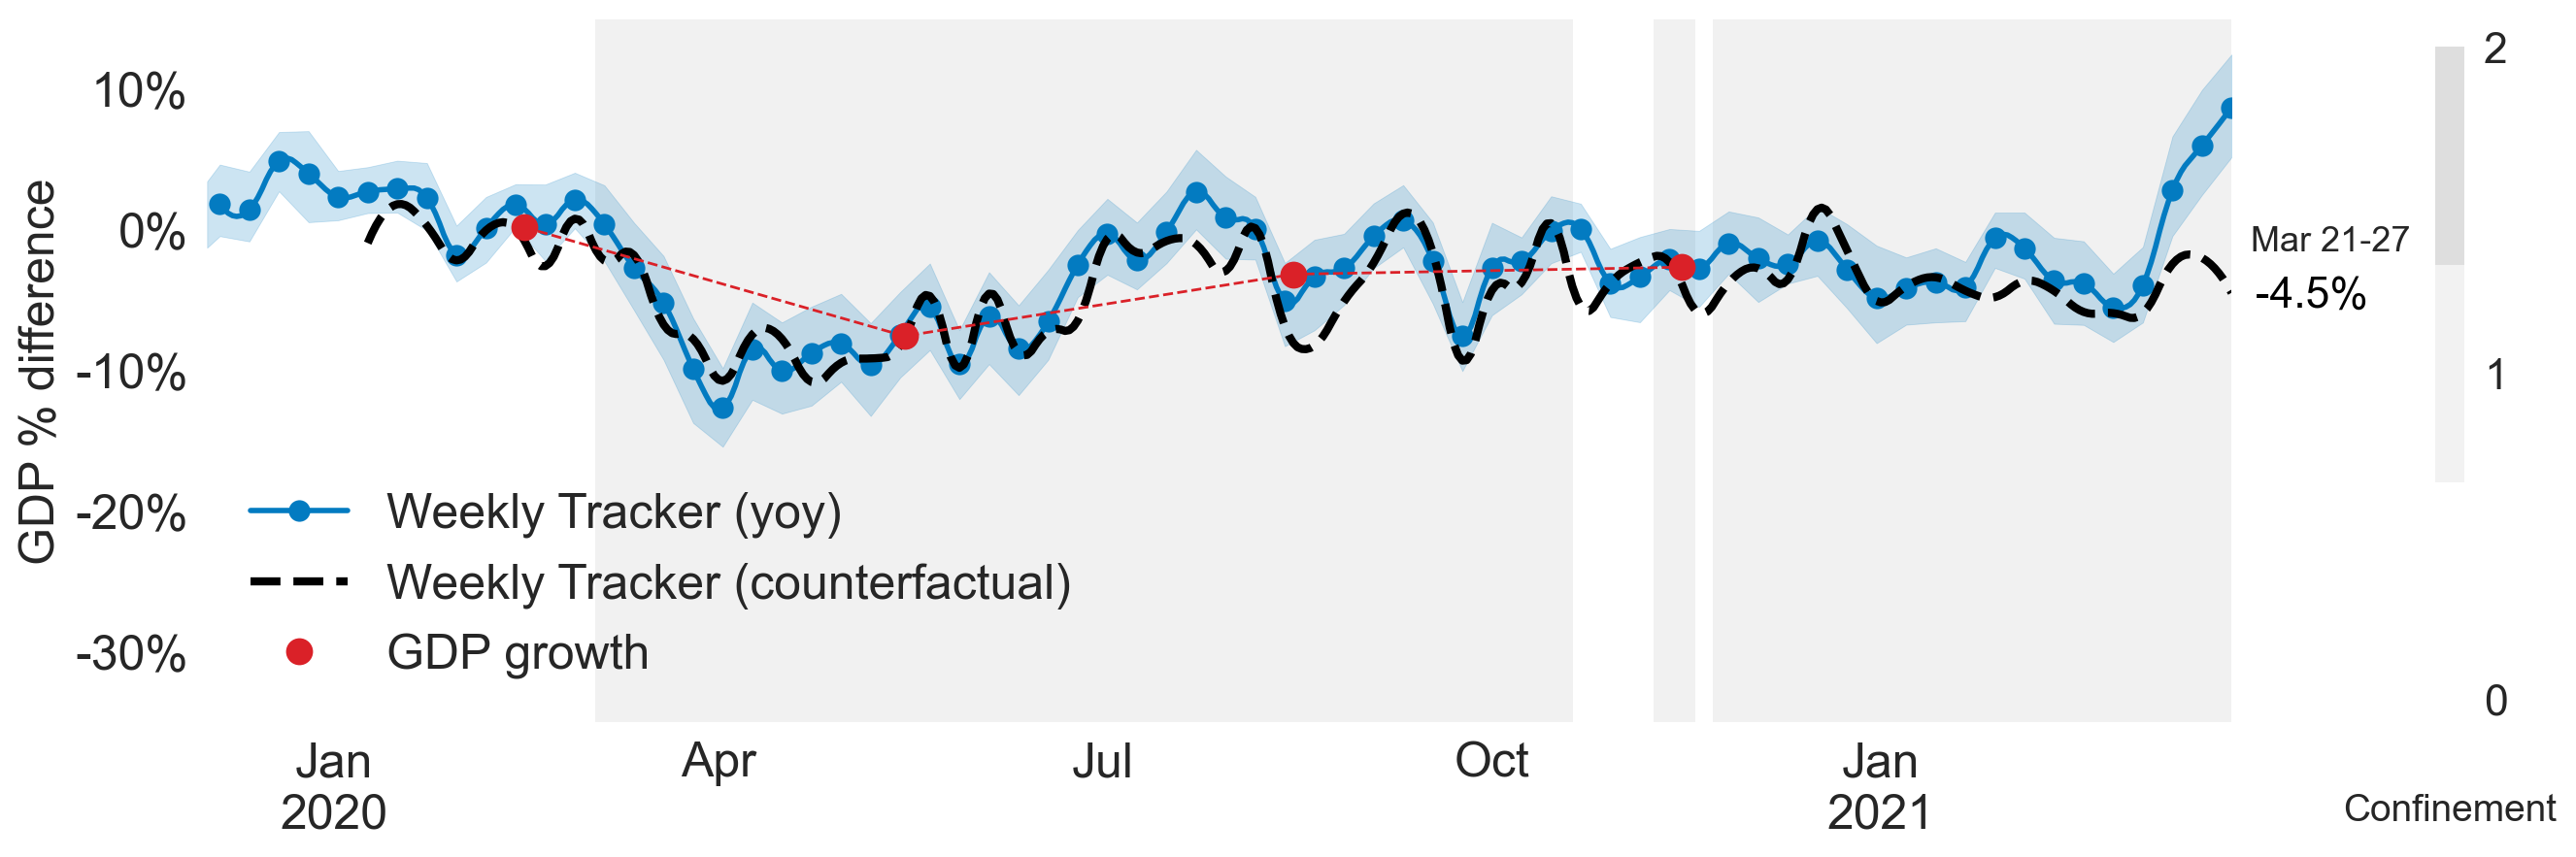 GDP % difference
10%
0%
-10%
-20%
-30%
Weekly Tracker (yoy)
Weekly Tracker (counterfactual)
GDP growth
Jan
2020
Apr
Jul
Oct
Jan
2021
Mar 21-27
-4.5%
2
1
0
Confinement